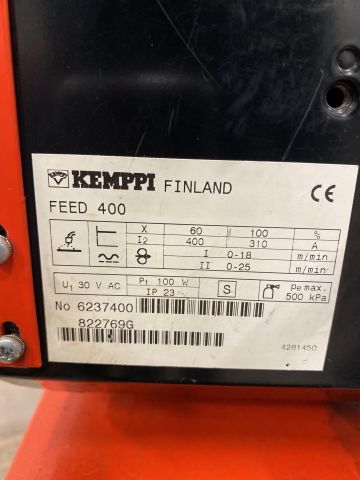 KEMPPI FINLAND
CE
FEED 400
X 60 100 %
I2 400 310 A
I 0-18 m/min
II 0-25 m/min
U1 30 V AC P1 100 W IP 23 S pe max. 500 kPa
No 6237400
822769G
4281450